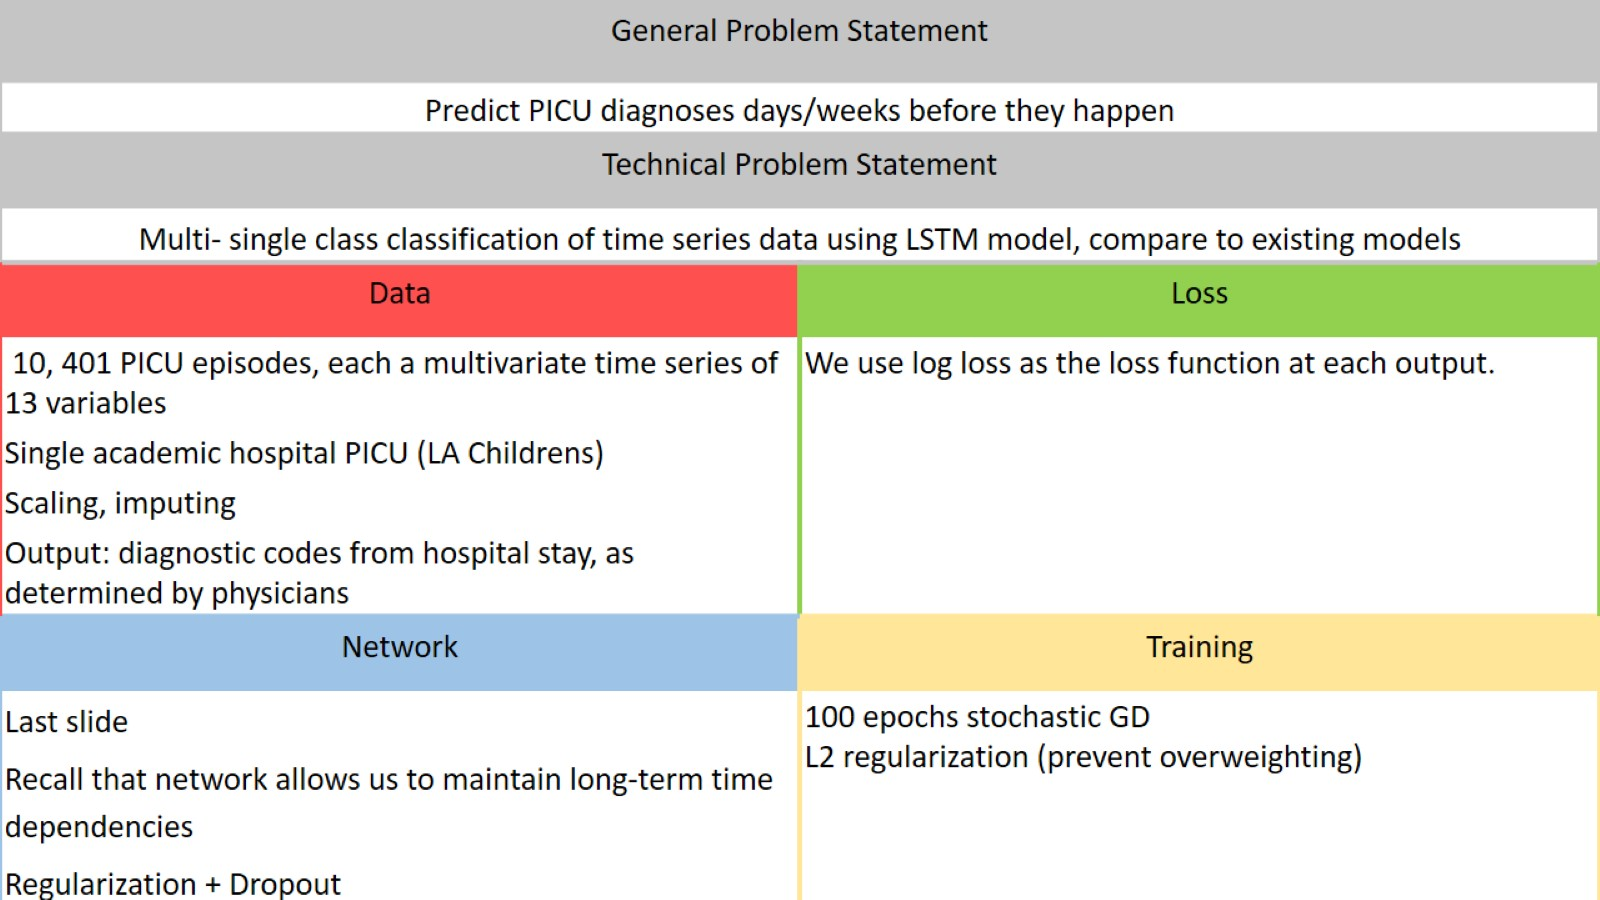 General Problem Statement
Predict PICU diagnoses days/weeks before they happen
Technical Problem Statement
Multi- single class classification of time series data using LSTM model, compare to existing models
Data
10, 401 PICU episodes, each a multivariate time series of
13 variables
Single academic hospital PICU (LA Childrens)
Scaling, imputing
Output: diagnostic codes from hospital stay, as
determined by physicians
Loss
We use log loss as the loss function at each output.
Network
Last slide
Recall that network allows us to maintain long-term time
dependencies
Regularization + Dropout
Training
100 epochs stochastic GD
L2 regularization (prevent overweighting)